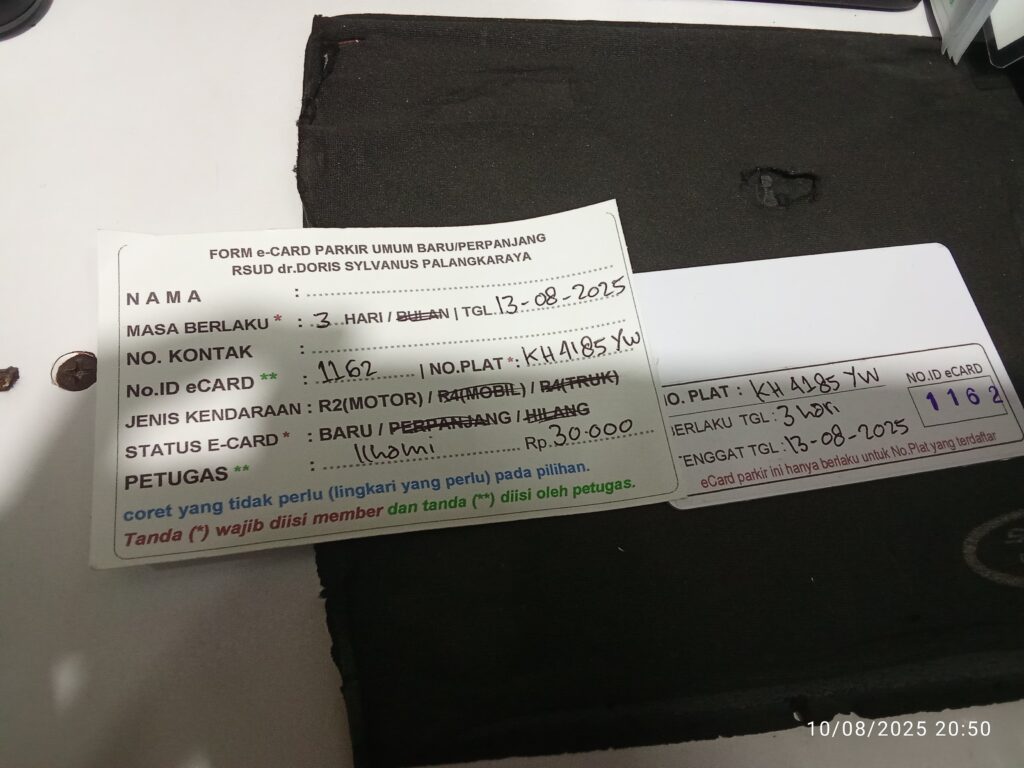 FORM e-CARD PARKIR UMUM BARU/PERPANJANG
RSUD dr.DORIS SYLVANUS PALANGKARAYA
NAMA :
MASA BERLAKU * : 3 HARI / BULAN | TGL. 13-08-2025
NO. KONTAK :
No.ID eCARD ** : 1162 | NO.PLAT *: KH 4185 YW
JENIS KENDARAAN : R2(MOTOR) / R4(MOBIL) / R4(TRUK)
STATUS E-CARD * : BARU / PERPANJANG / HILANG
PETUGAS ** : Ilhami Rp. 30.000
coret yang tidak perlu (lingkari yang perlu) pada pilihan.
Tanda (*) wajib diisi member dan tanda (**) diisi oleh petugas.
O. PLAT : KH 4185 YW
NO.ID eCARD
1162
ERLAKU TGL : 3 hari
ENGGAT TGL : 13-08-2025
eCard parkir ini hanya berlaku untuk No.Plat yang terdaftar
10/08/2025 20:50